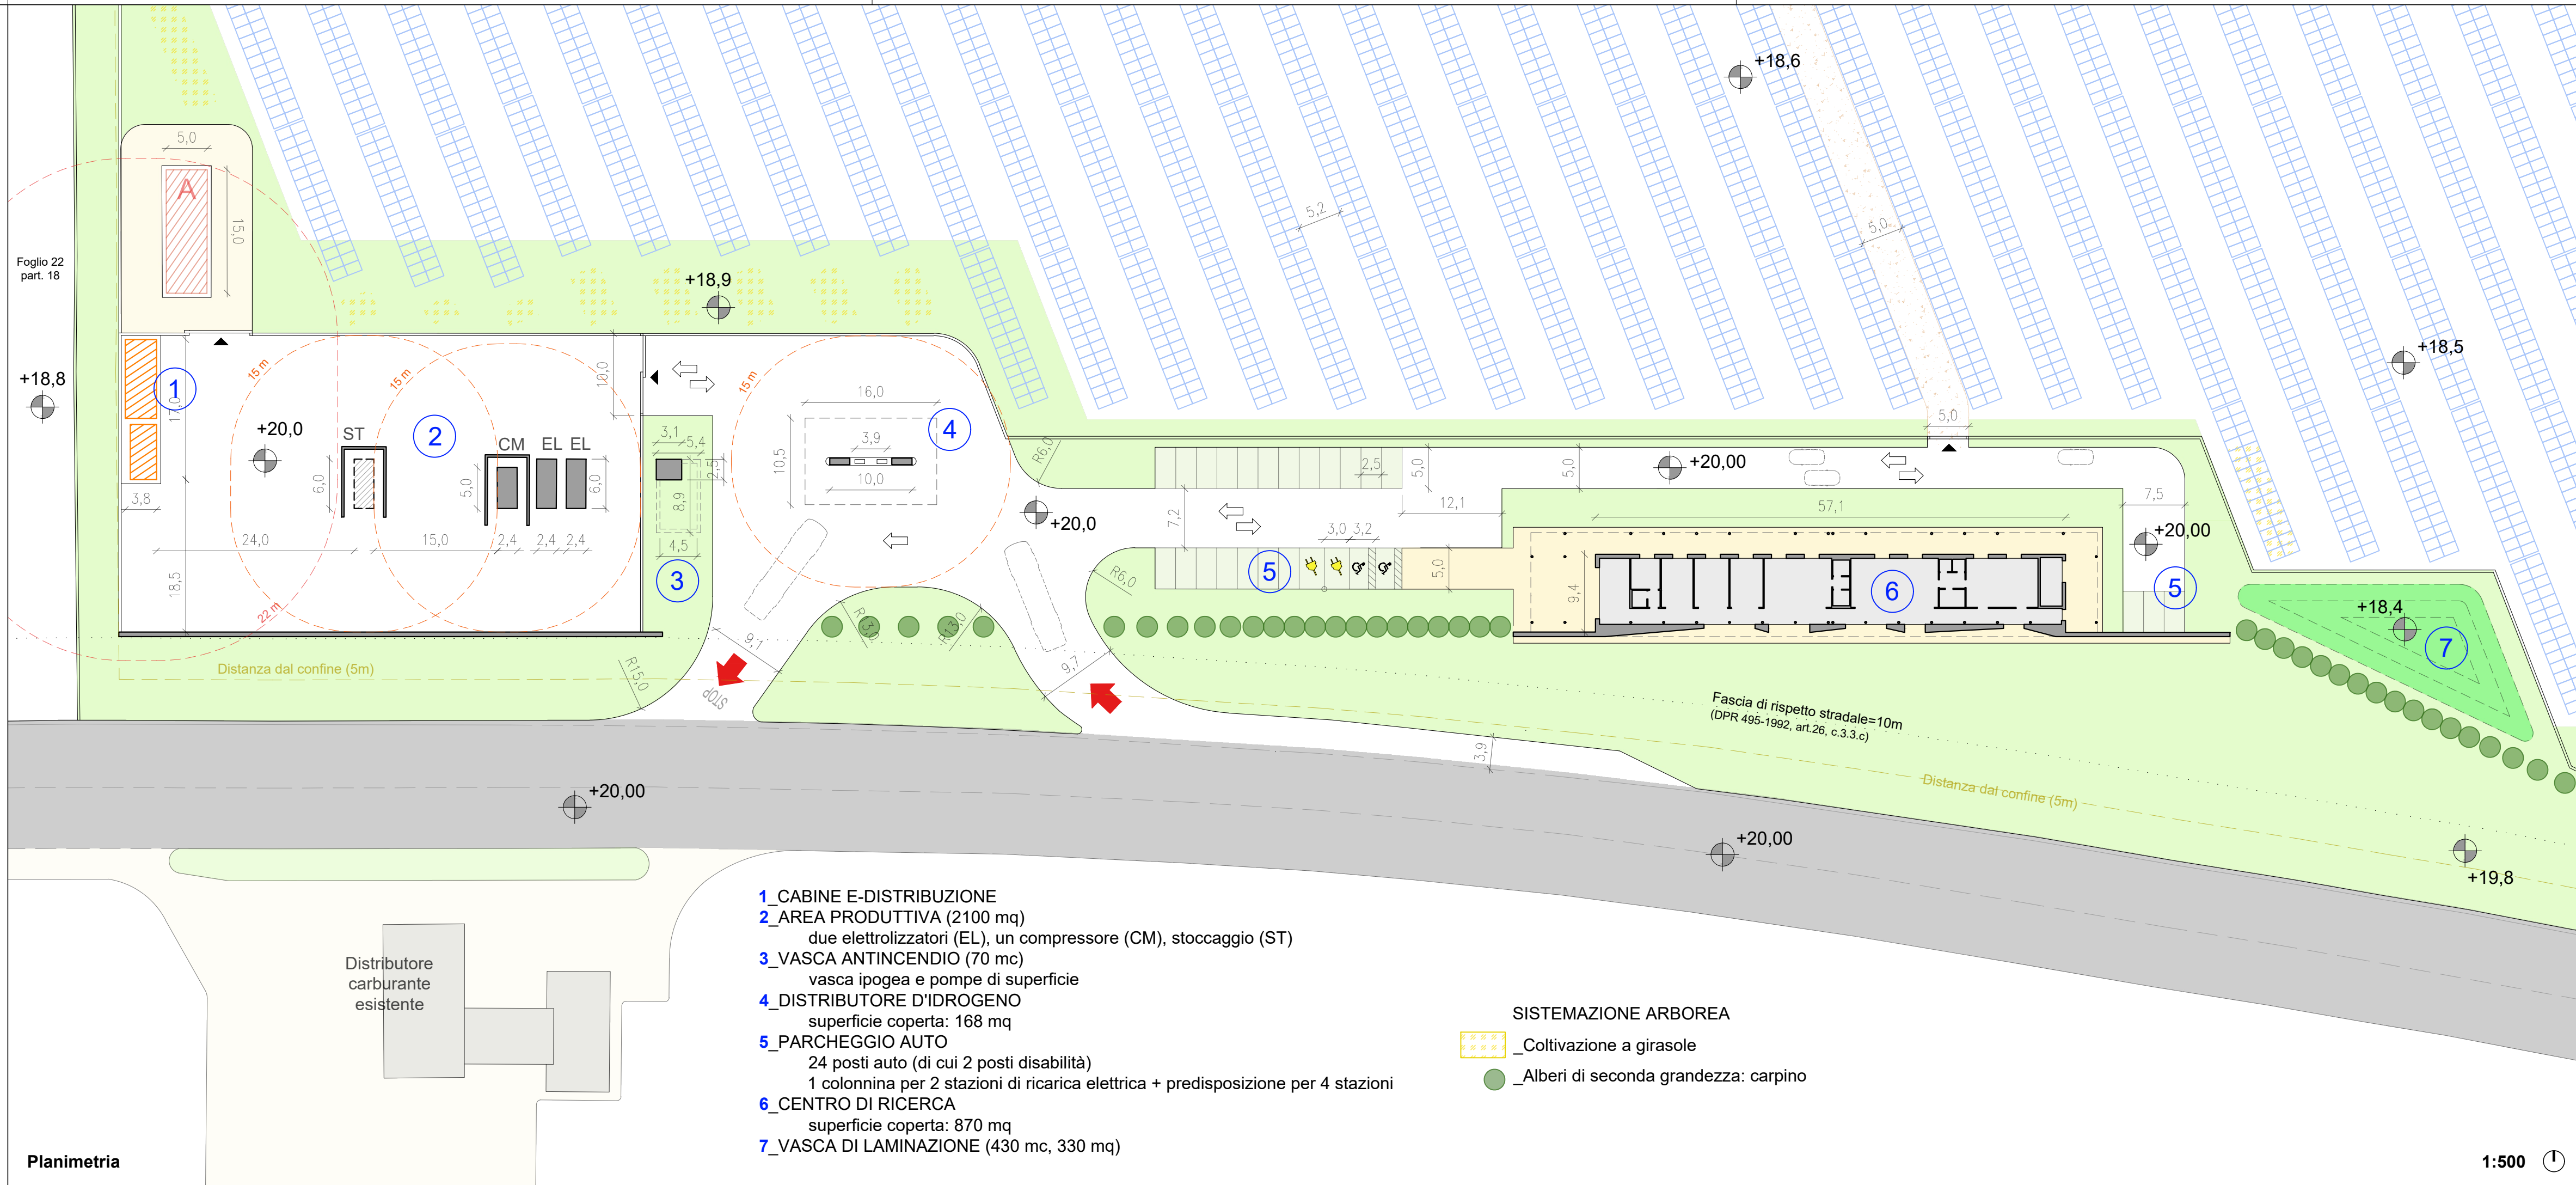 +18,6
5,0
A
15,0
5,2
5,0
Foglio 22
part. 18
+18,9
+18,5
+18,8
1
17,0
15 m
15 m
10,0
15 m
16,0
4
5,0
+20,0
ST
2
CM
EL
EL
3,1
5,4
2,5
3,9
10,5
10,0
R6,0
2,5
5,0
5,0
+20,00
6,0
5,0
6,0
8,9
3,8
24,0
15,0
2,4
2,4
2,4
4,5
+20,0
7,2
12,1
3,0
3,2
57,1
7,5
+20,00
18,5
3
R6,0
5
5,0
9,4
6
5
22 m
+18,4
7
R13,0
R13,0
9,1
9,7
Distanza dal confine (5m)
R15,0
STOP
Fascia di rispetto stradale=10m
(DPR 495-1992, art.26, c.3.3.c)
3,9
Distanza dal confine (5m)
+20,00
+20,00
+19,8
Distributore
carburante
esistente
1_CABINE E-DISTRIBUZIONE
2_AREA PRODUTTIVA (2100 mq)
due elettrolizzatori (EL), un compressore (CM), stoccaggio (ST)
3_VASCA ANTINCENDIO (70 mc)
vasca ipogea e pompe di superficie
4_DISTRIBUTORE D'IDROGENO
superficie coperta: 168 mq
5_PARCHEGGIO AUTO
24 posti auto (di cui 2 posti disabilità)
1 colonnina per 2 stazioni di ricarica elettrica + predisposizione per 4 stazioni
6_CENTRO DI RICERCA
superficie coperta: 870 mq
7_VASCA DI LAMINAZIONE (430 mc, 330 mq)
SISTEMAZIONE ARBOREA
_Coltivazione a girasole
_Alberi di seconda grandezza: carpino
Planimetria
1:500